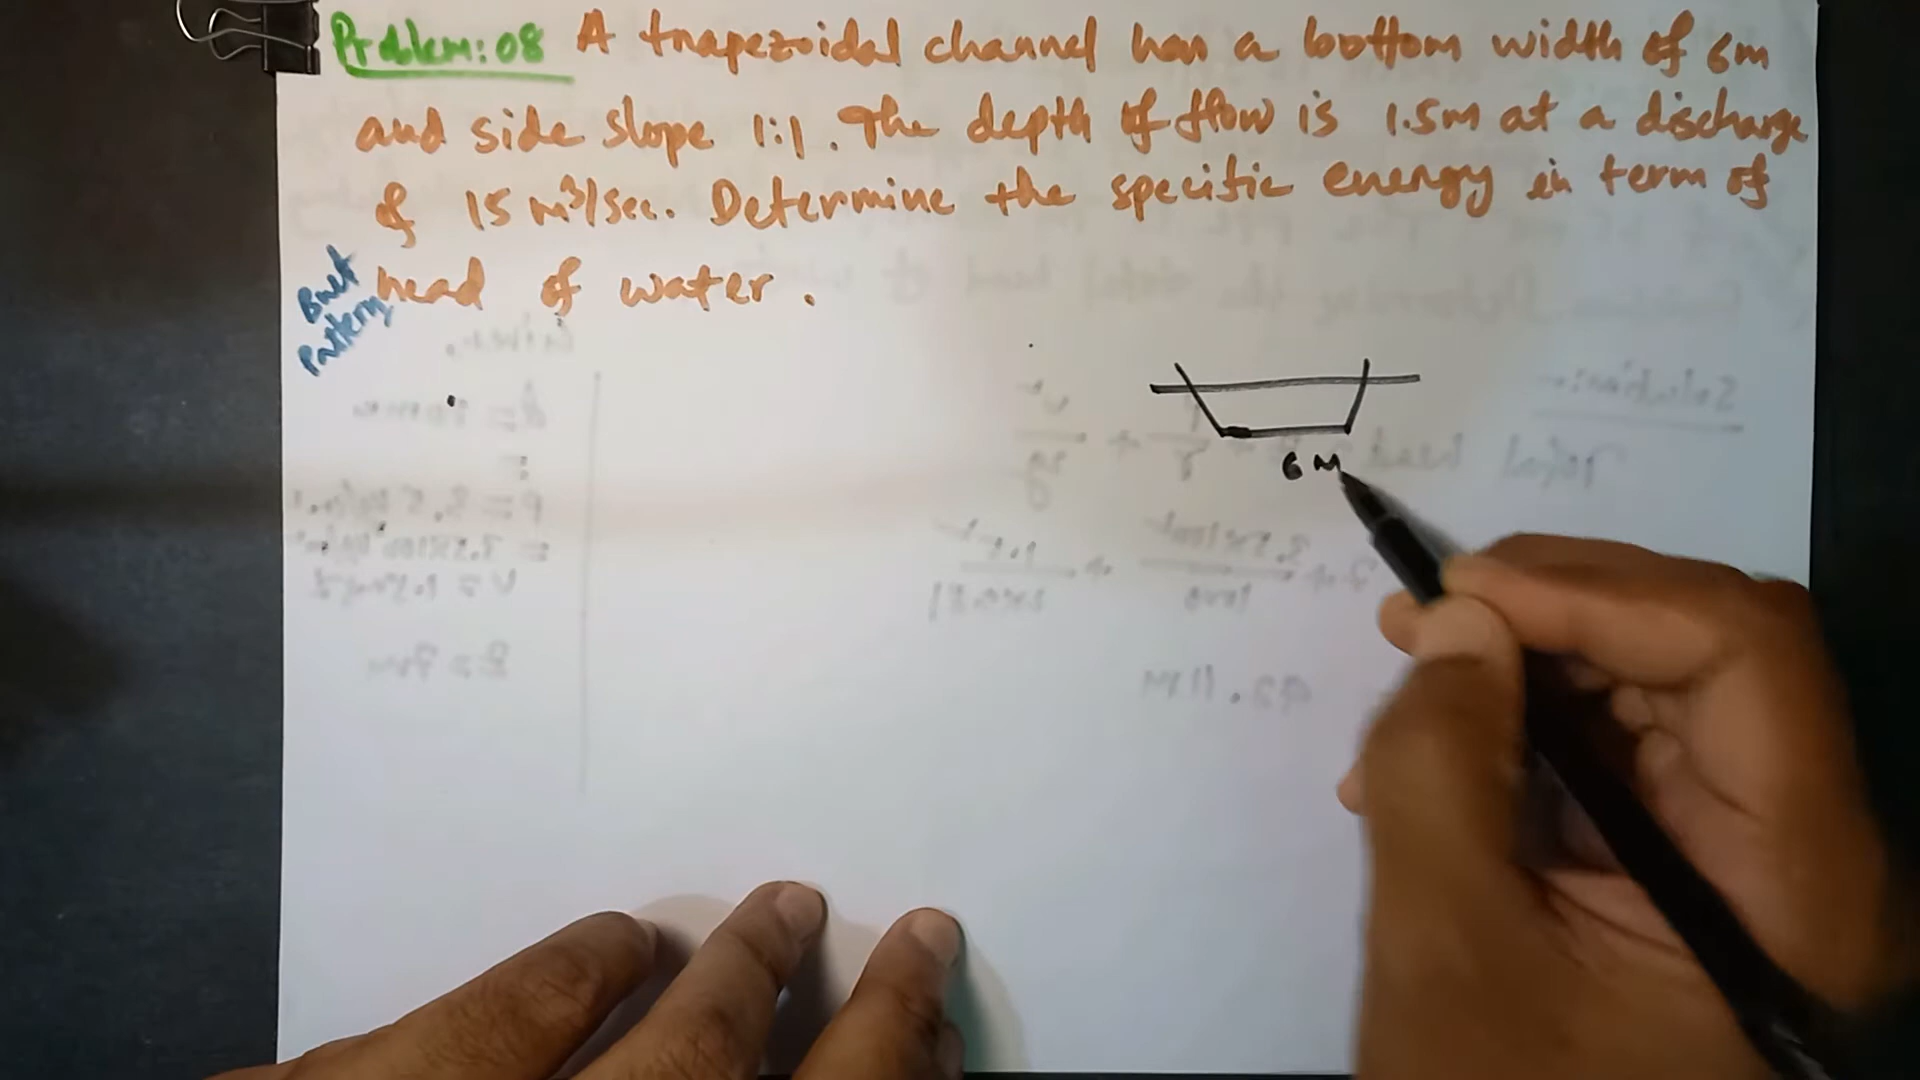 Problem: 08 A trapezoidal channel has a bottom width of 6m
and side slope 1:1. The depth of flow is 1.5m at a discharge
of 15 m³/sec. Determine the specific energy in term of
head of water.
Buet
Pattern
6 M